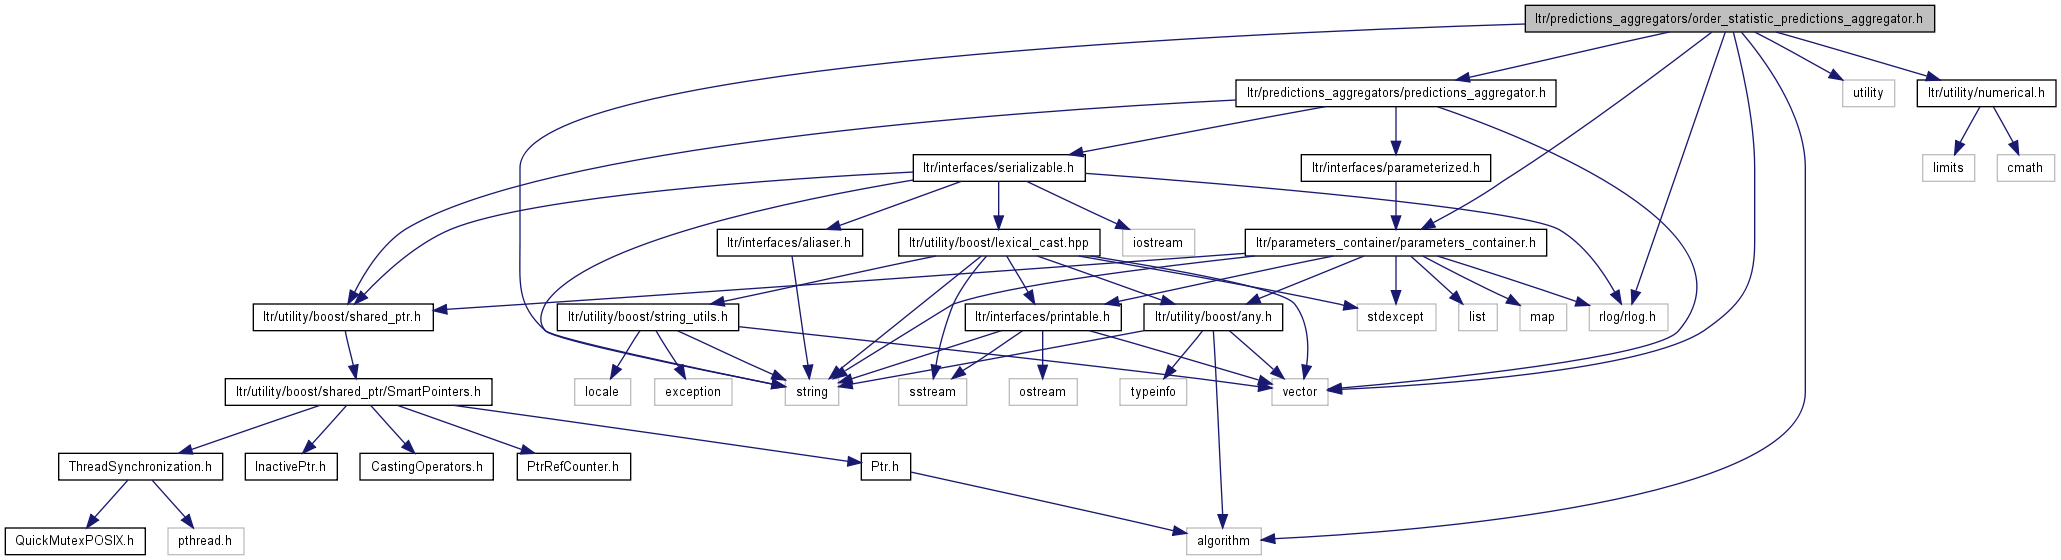 ltr/predictions_aggregators/order_statistic_predictions_aggregator.h
ltr/predictions_aggregators/predictions_aggregator.h
utility
ltr/utility/numerical.h
ltr/interfaces/serializable.h
ltr/interfaces/parameterized.h
limits
cmath
ltr/interfaces/aliaser.h
ltr/utility/boost/lexical_cast.hpp
iostream
ltr/parameters_container/parameters_container.h
ltr/utility/boost/shared_ptr.h
ltr/utility/boost/string_utils.h
ltr/interfaces/printable.h
ltr/utility/boost/any.h
stdexcept
list
map
rlog/rlog.h
ltr/utility/boost/shared_ptr/SmartPointers.h
locale
exception
string
sstream
ostream
typeinfo
vector
ThreadSynchronization.h
InactivePtr.h
CastingOperators.h
PtrRefCounter.h
Ptr.h
QuickMutexPOSIX.h
pthread.h
algorithm